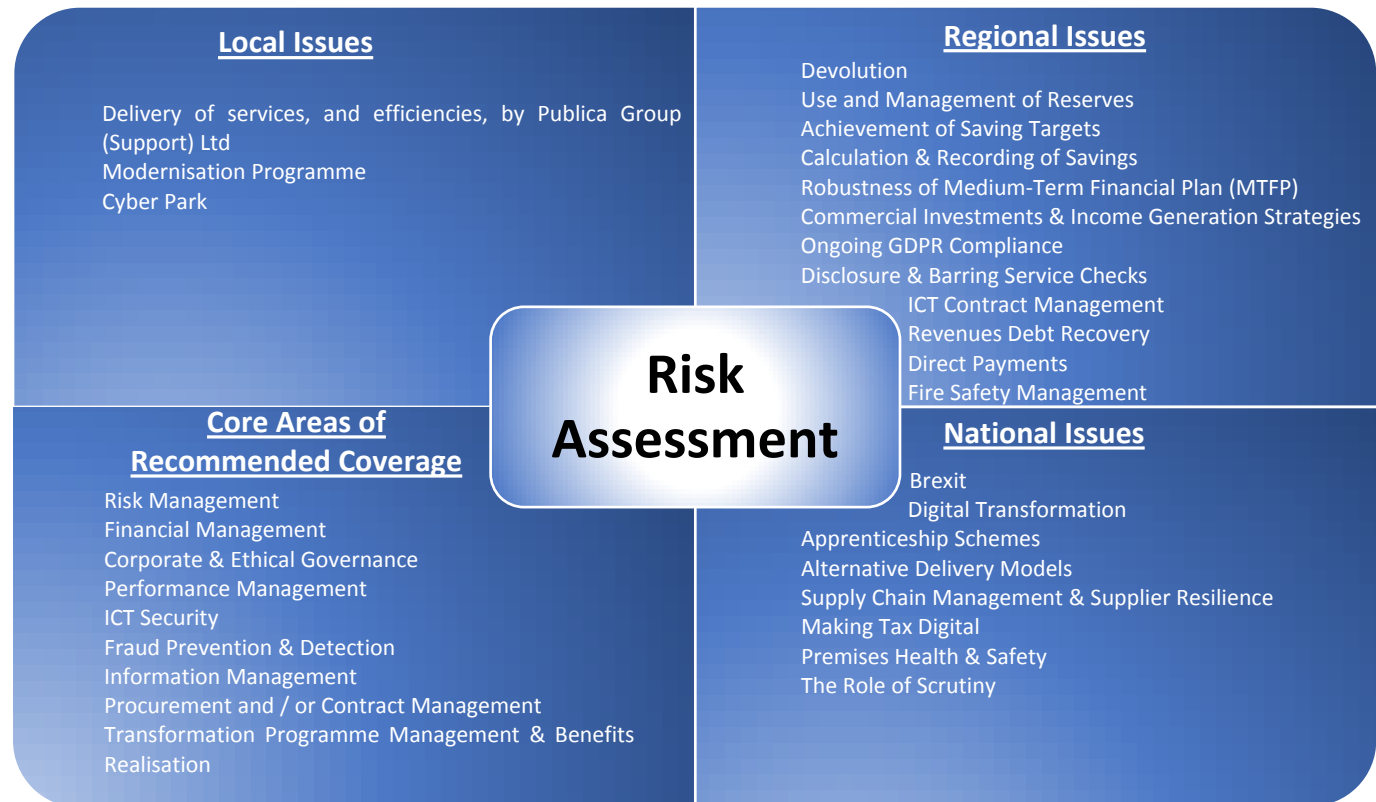 Local Issues
Delivery of services, and efficiencies, by Publica Group
(Support) Ltd
Modernisation Programme
Cyber Park
Regional Issues
Devolution
Use and Management of Reserves
Achievement of Saving Targets
Calculation & Recording of Savings
Robustness of Medium-Term Financial Plan (MTFP)
Commercial Investments & Income Generation Strategies
Ongoing GDPR Compliance
Disclosure & Barring Service Checks
ICT Contract Management
Revenues Debt Recovery
Direct Payments
Fire Safety Management
Risk
Assessment
Core Areas of
Recommended Coverage
Risk Management
Financial Management
Corporate & Ethical Governance
Performance Management
ICT Security
Fraud Prevention & Detection
Information Management
Procurement and / or Contract Management
Transformation Programme Management & Benefits
Realisation
National Issues
Brexit
Digital Transformation
Apprenticeship Schemes
Alternative Delivery Models
Supply Chain Management & Supplier Resilience
Making Tax Digital
Premises Health & Safety
The Role of Scrutiny